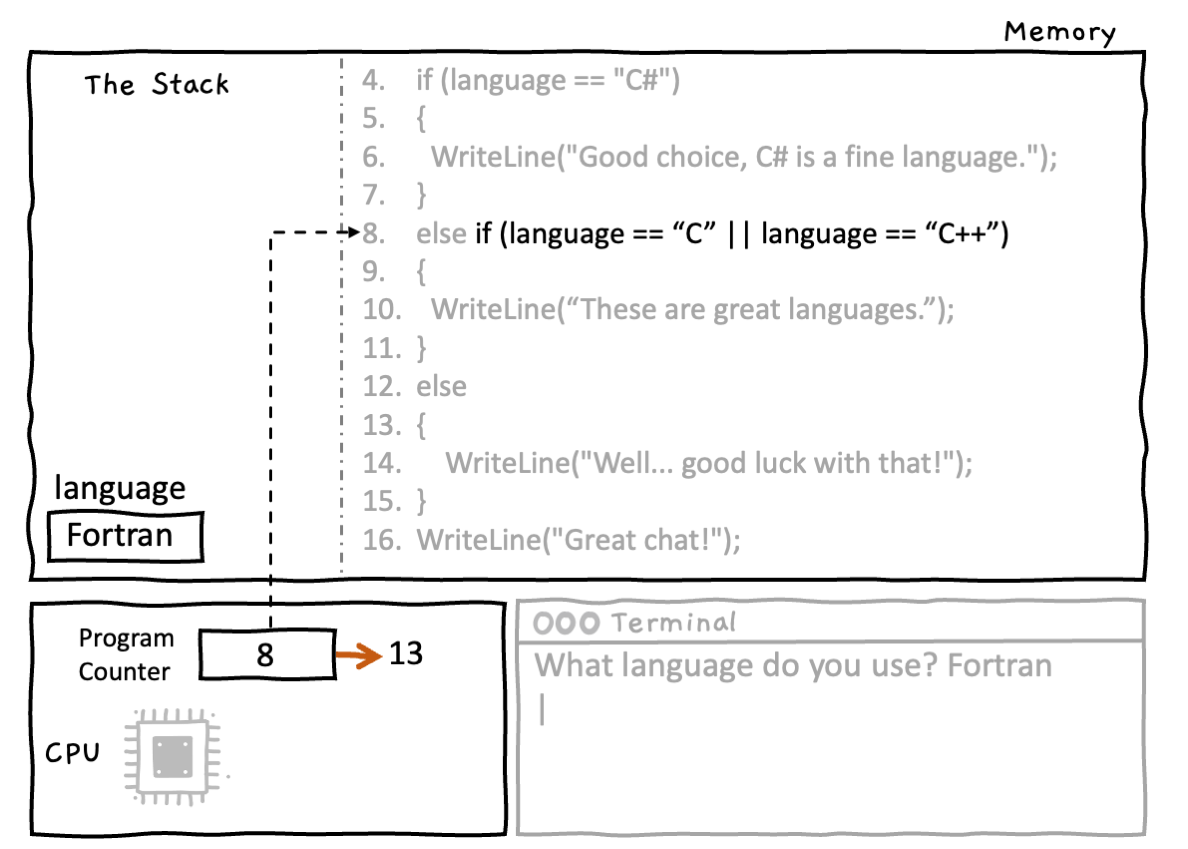 Memory
The Stack
4. if (language == "C#")
5. {
6. WriteLine("Good choice, C# is a fine language.");
7. }
8. else if (language == “C” || language == “C++”)
9. {
10. WriteLine(“These are great languages.”);
11. }
12. else
13. {
14. WriteLine("Well... good luck with that!");
15. }
16. WriteLine("Great chat!");
language
Fortran
Program
Counter
8
13
CPU
Terminal
What language do you use? Fortran